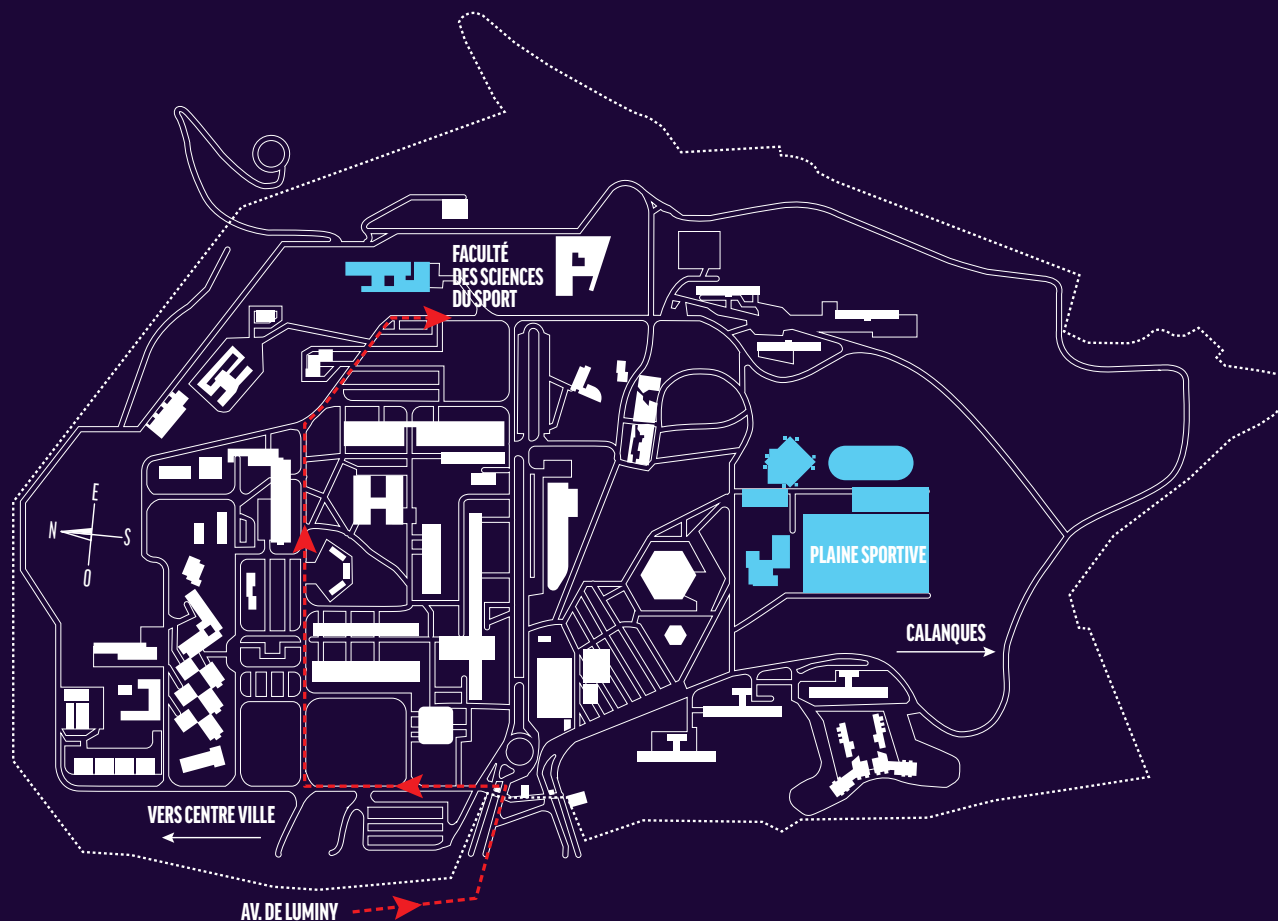 FACULTÉ
DES SCIENCES
DU SPORT
E
N
S
O
PLAINE SPORTIVE
CALANQUES
VERS CENTRE VILLE
AV. DE LUMINY